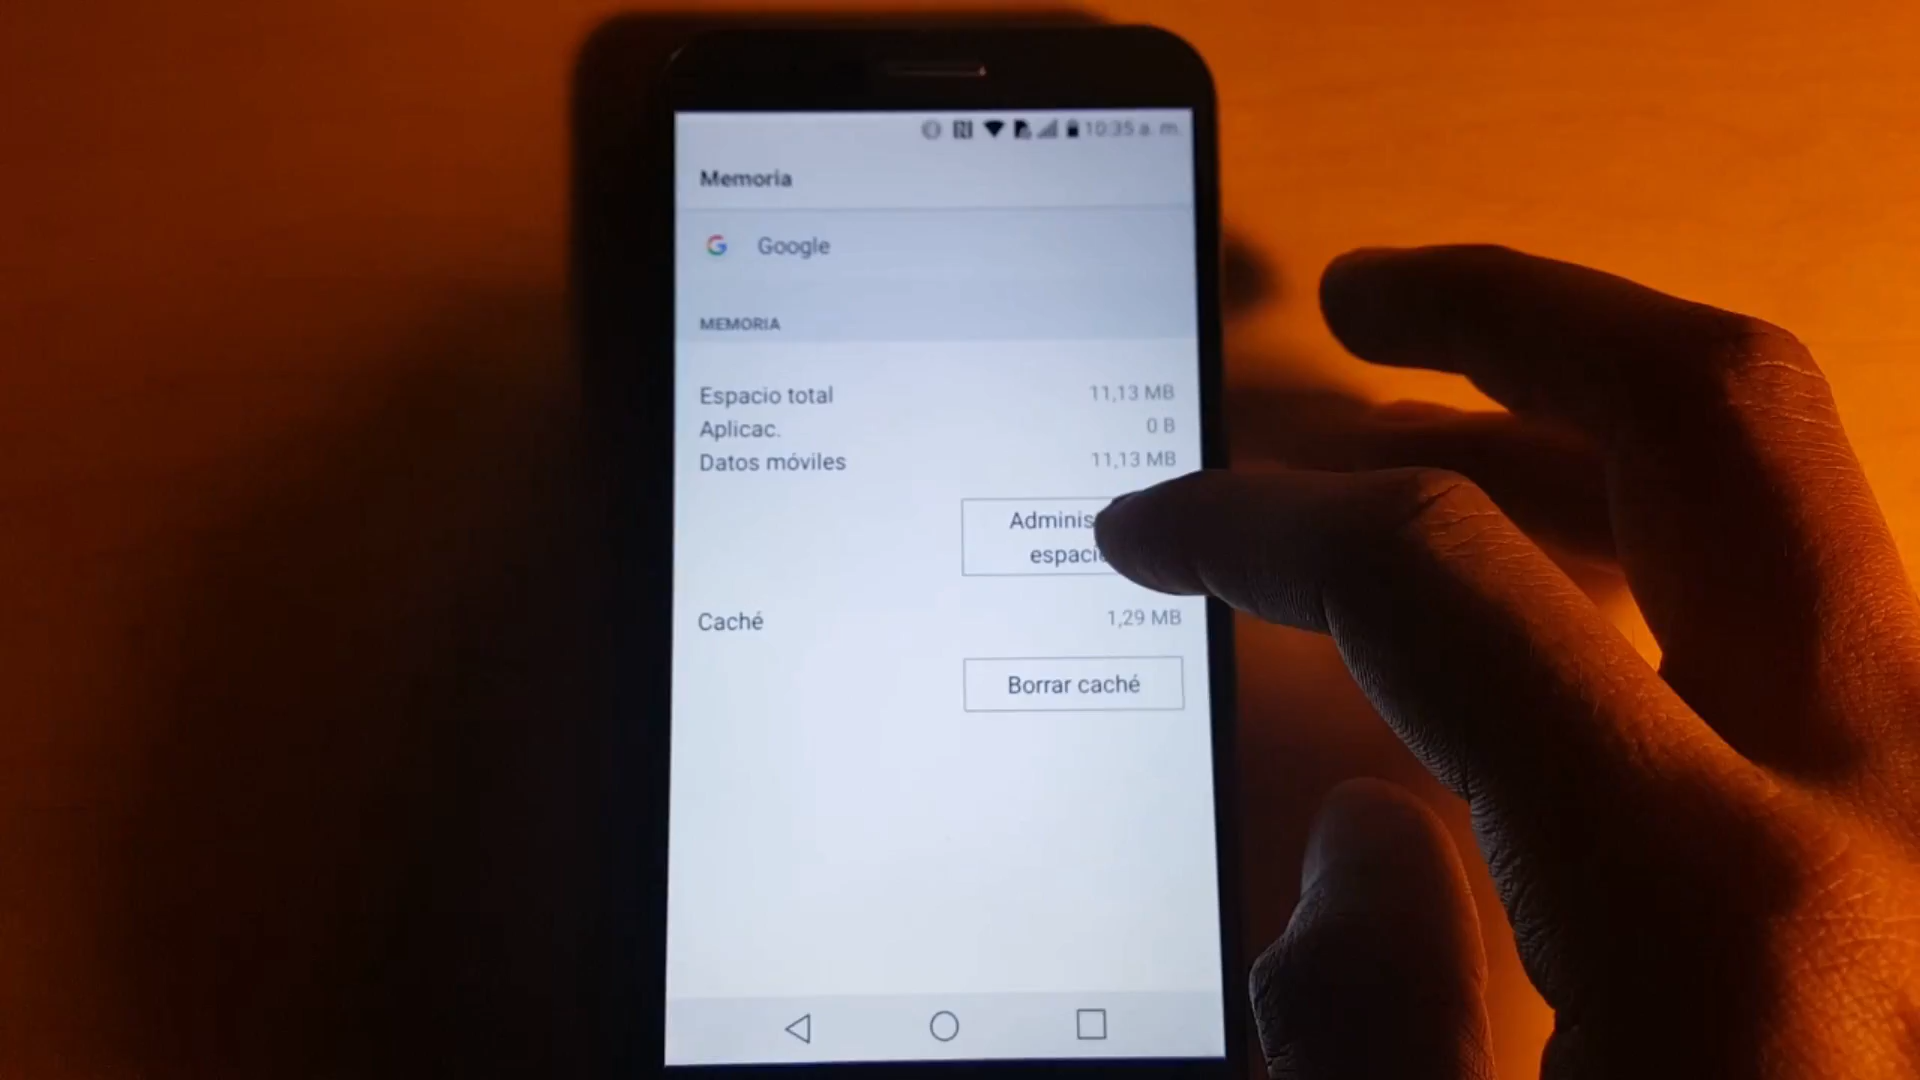 10:35 a. m.
Memoria
Google
MEMORIA
Espacio total 11,13 MB
Aplicac. 0 B
Datos móviles 11,13 MB
Adminis
espacio
Caché 1,29 MB
Borrar caché